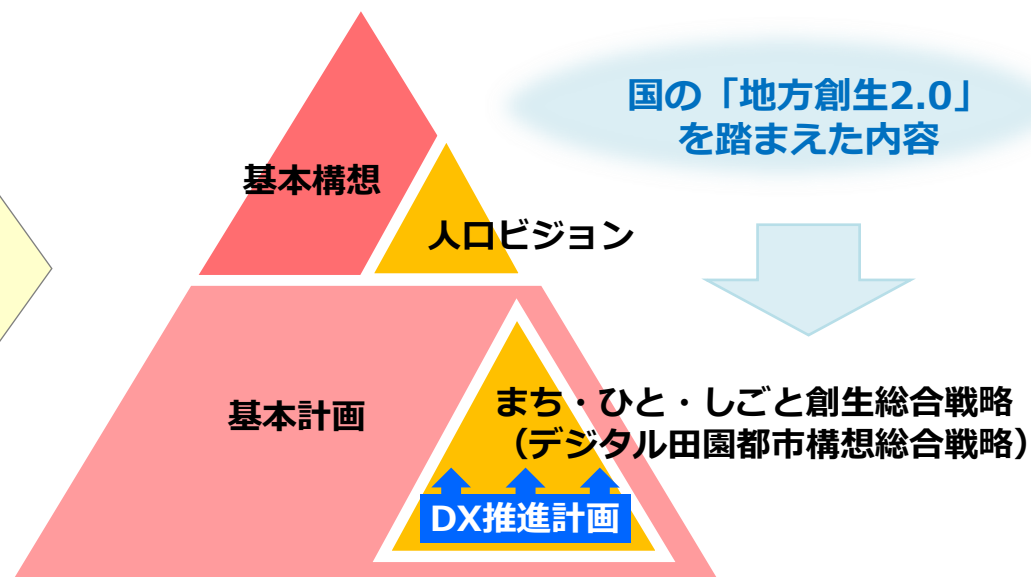 国の「地方創生2.0」
を踏まえた内容
基本構想
人口ビジョン
基本計画
まち・ひと・しごと創生総合戦略
（デジタル田園都市構想総合戦略）
DX推進計画